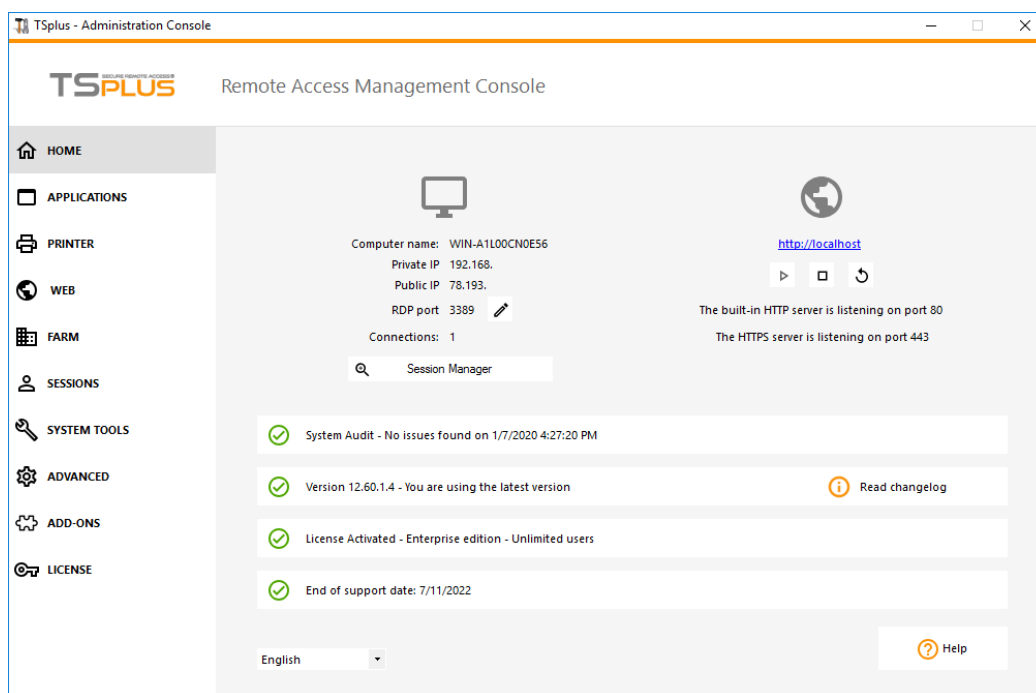 TSplus - Administration Console
TSPLUS SECURE REMOTE ACCESS®
Remote Access Management Console
HOME
APPLICATIONS
PRINTER
WEB
FARM
SESSIONS
SYSTEM TOOLS
ADVANCED
ADD-ONS
LICENSE
Computer name: WIN-A1L00CN0E56
Private IP 192.168.
Public IP 78.193.
RDP port 3389
Connections: 1
Session Manager
http://localhost
The built-in HTTP server is listening on port 80
The HTTPS server is listening on port 443
System Audit - No issues found on 1/7/2020 4:27:20 PM
Version 12.60.1.4 - You are using the latest version
Read changelog
License Activated - Enterprise edition - Unlimited users
End of support date: 7/11/2022
English
Help